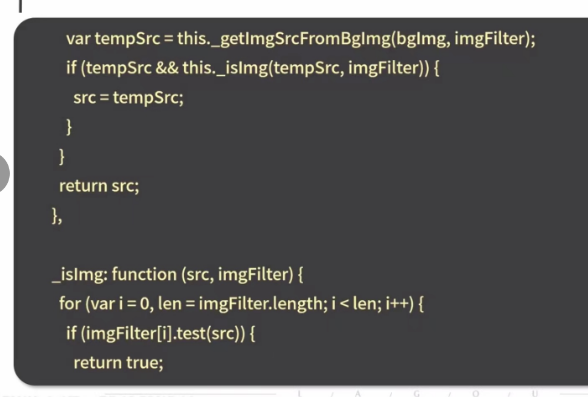 var tempSrc = this._getImgSrcFromBgImg(bgImg, imgFilter);
if (tempSrc && this._isImg(tempSrc, imgFilter)) {
src = tempSrc;
}
}
return src;
},
_isImg: function (src, imgFilter) {
for (var i = 0, len = imgFilter.length; i < len; i++) {
if (imgFilter[i].test(src)) {
return true;
L / A / G / O / U